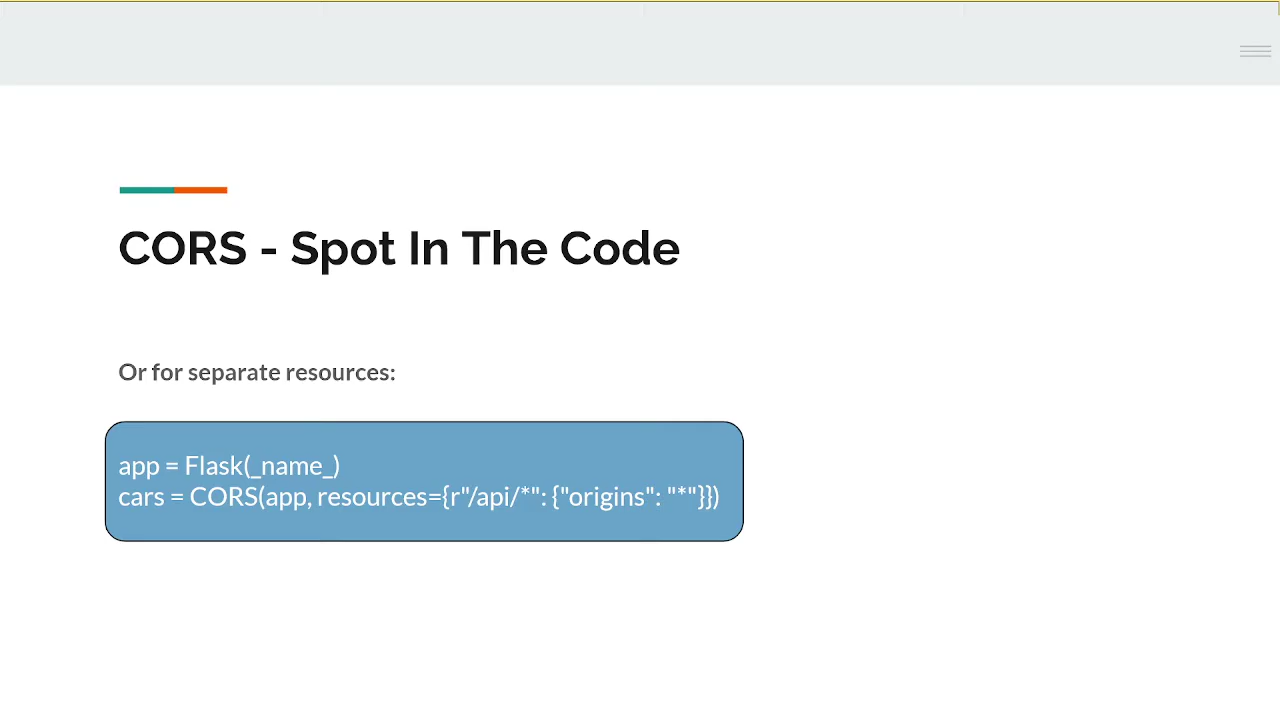 CORS - Spot In The Code
Or for separate resources:
app = Flask(_name_)
cars = CORS(app, resources={r"/api/*": {"origins": "*"}})